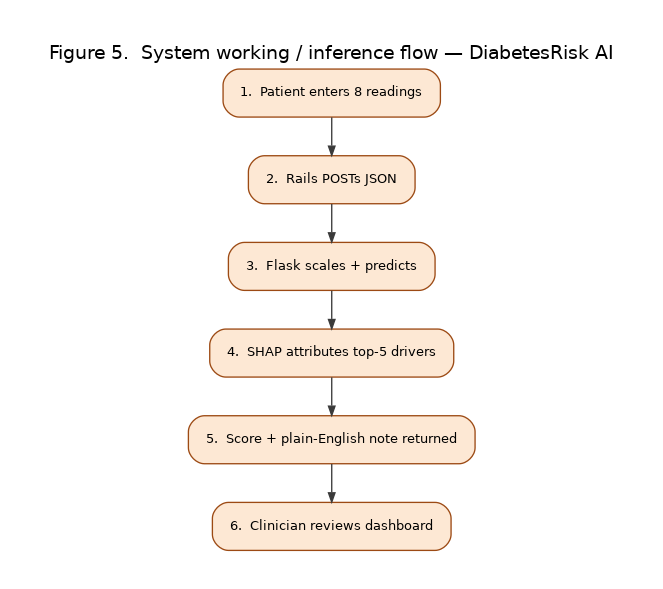 Figure 5.  System working / inference flow — DiabetesRisk AI
1.  Patient enters 8 readings
2.  Rails POSTs JSON
3.  Flask scales + predicts
4.  SHAP attributes top-5 drivers
5.  Score + plain-English note returned
6.  Clinician reviews dashboard